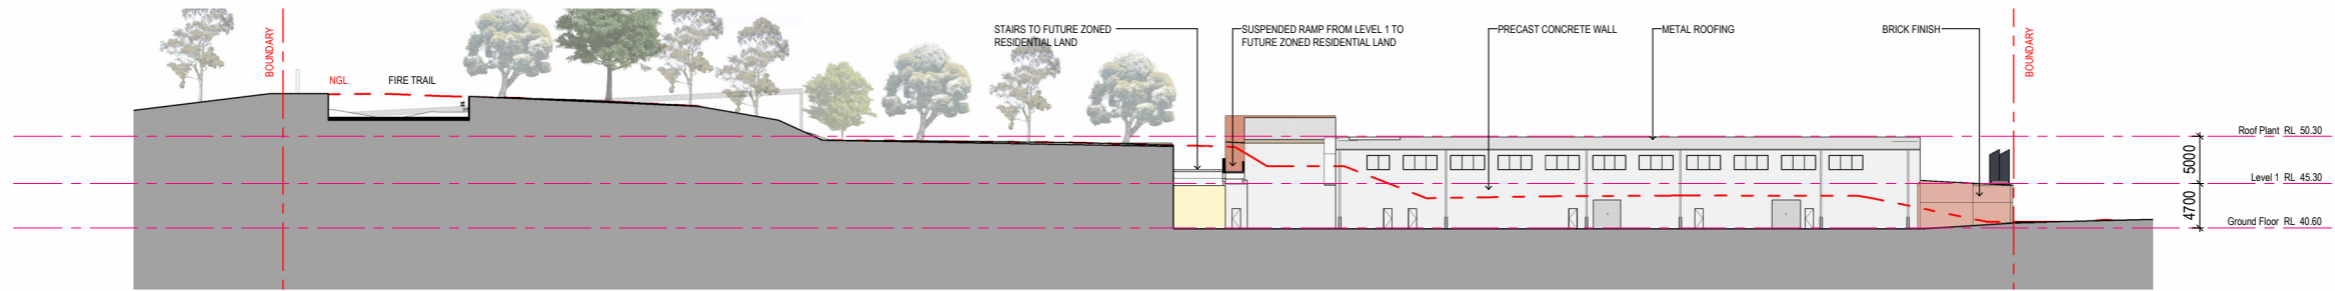 BOUNDARY
NGL
FIRE TRAIL
STAIRS TO FUTURE ZONED
RESIDENTIAL LAND
SUSPENDED RAMP FROM LEVEL 1 TO
FUTURE ZONED RESIDENTIAL LAND
PRECAST CONCRETE WALL
METAL ROOFING
BRICK FINISH
BOUNDARY
Roof Plant RL 50.30
5000
Level 1 RL 45.30
4700
Ground Floor RL 40.60